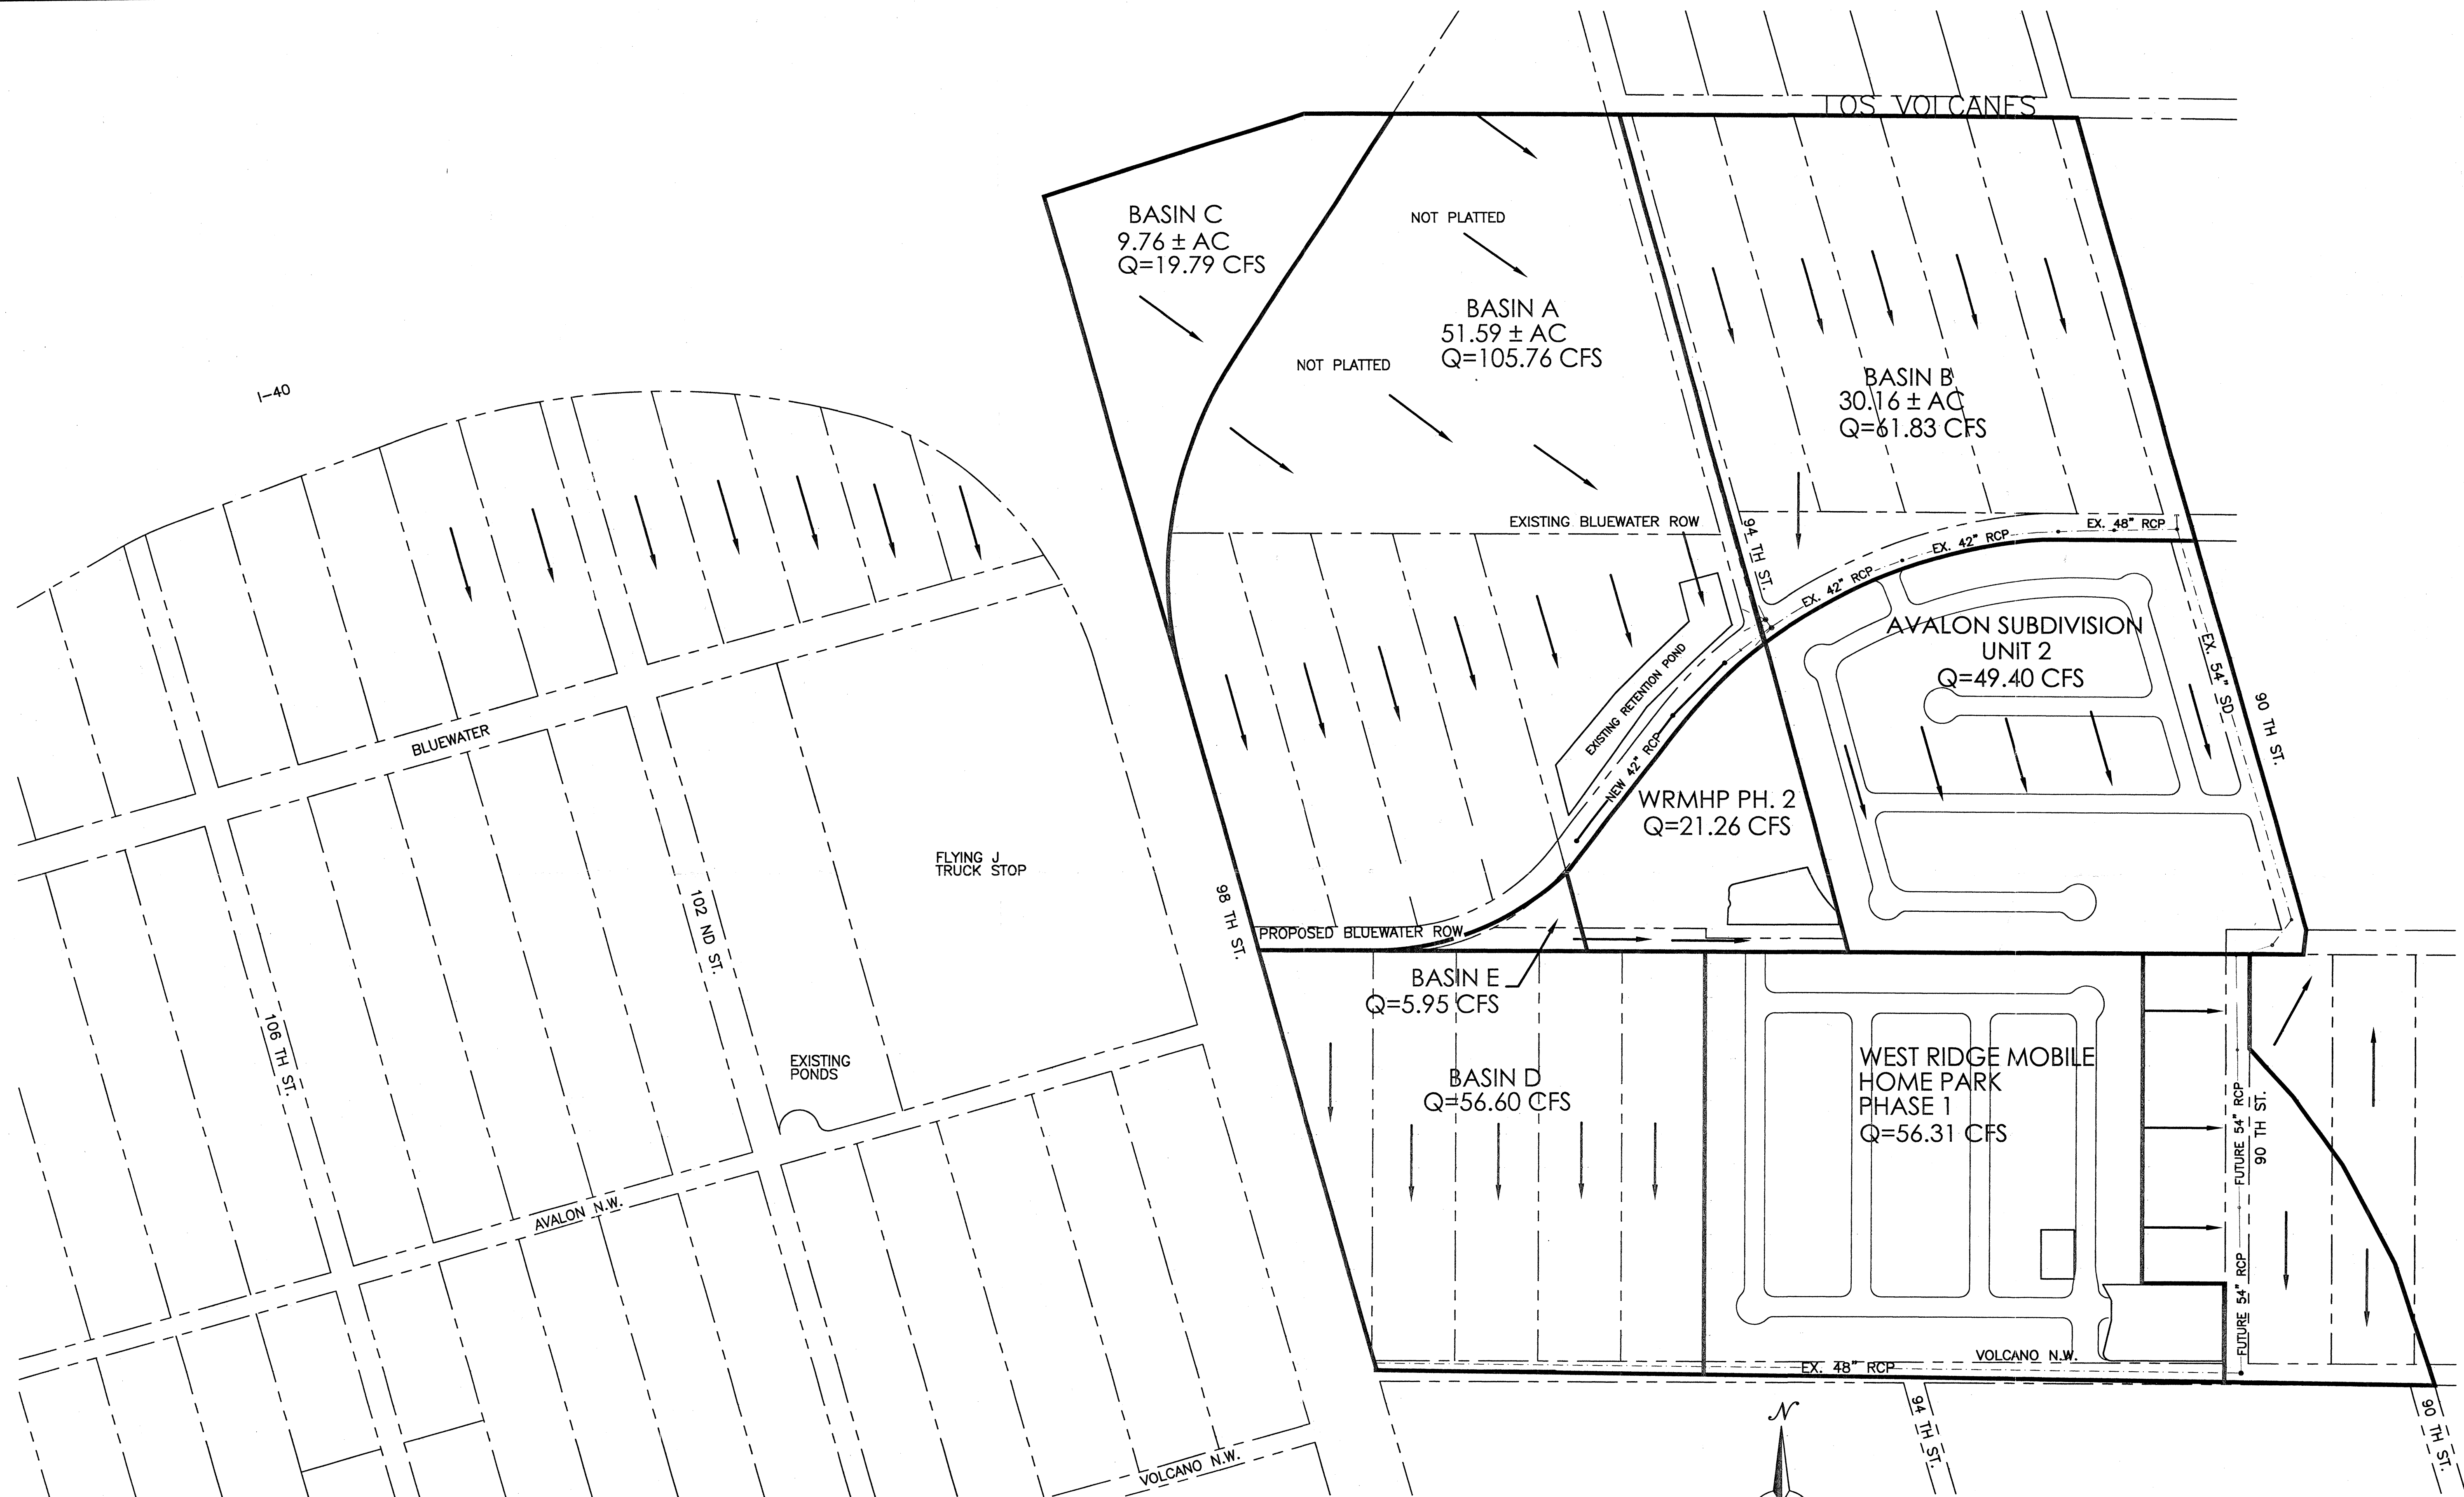 LOS VOLCANES
BASIN C
9.76 ± AC
Q=19.79 CFS
NOT PLATTED
BASIN A
51.59 ± AC
Q=105.76 CFS
NOT PLATTED
BASIN B
30.16 ± AC
Q=61.83 CFS
I-40
EXISTING BLUEWATER ROW
94 TH ST.
EX. 48" RCP
EX. 42" RCP
EX. 42" RCP
AVALON SUBDIVISION
UNIT 2
Q=49.40 CFS
EX. 54" SD
90 TH ST.
EXISTING RETENTION POND
NEW 42" RCP
WRMHP PH. 2
Q=21.26 CFS
BLUEWATER
FLYING J
TRUCK STOP
98 TH ST.
102 ND ST.
PROPOSED BLUEWATER ROW
BASIN E
Q=5.95 CFS
106 TH ST.
EXISTING
PONDS
BASIN D
Q=56.60 CFS
WEST RIDGE MOBILE
HOME PARK
PHASE 1
Q=56.31 CFS
FUTURE 54" RCP
90 TH ST.
AVALON N.W.
FUTURE 54" RCP
VOLCANO N.W.
EX. 48" RCP
N
94 TH ST.
90 TH ST.
VOLCANO N.W.